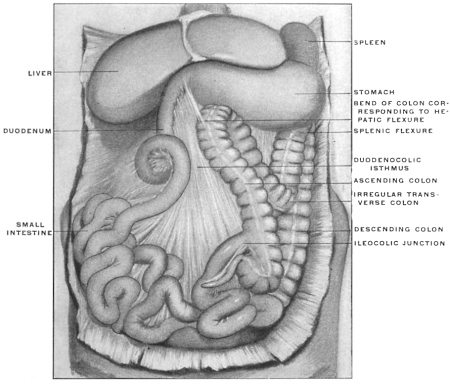 LIVER
DUODENUM
SMALL
INTESTINE
SPLEEN
STOMACH
BEND OF COLON COR-
RESPONDING TO HE-
PATIC FLEXURE
SPLENIC FLEXURE
DUODENOCOLIC
ISTHMUS
ASCENDING COLON
IRREGULAR TRANS-
VERSE COLON
DESCENDING COLON
ILEOCOLIC JUNCTION